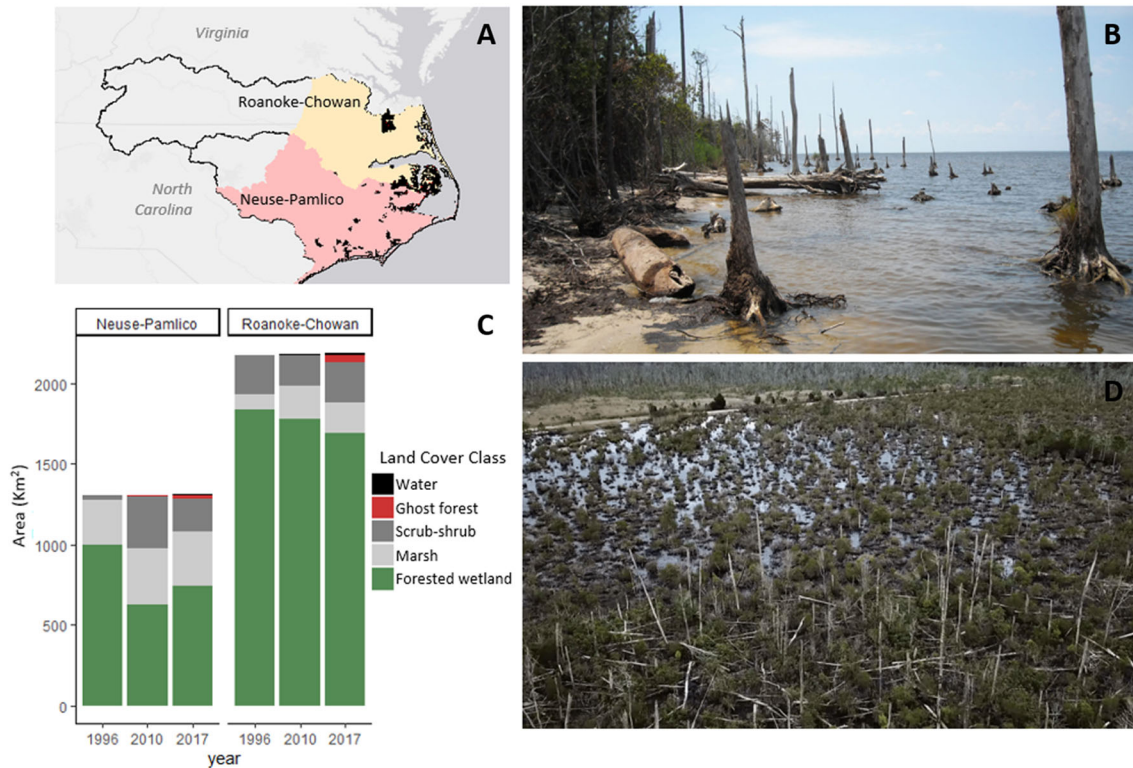 A
Virginia
Roanoke-Chowan
North
Carolina
Neuse-Pamlico
B
C
Neuse-Pamlico
Roanoke-Chowan
Area (Km²)
2000
1500
1000
500
0
1996 2010 2017
1996 2010 2017
year
Land Cover Class
Water
Ghost forest
Scrub-shrub
Marsh
Forested wetland
D